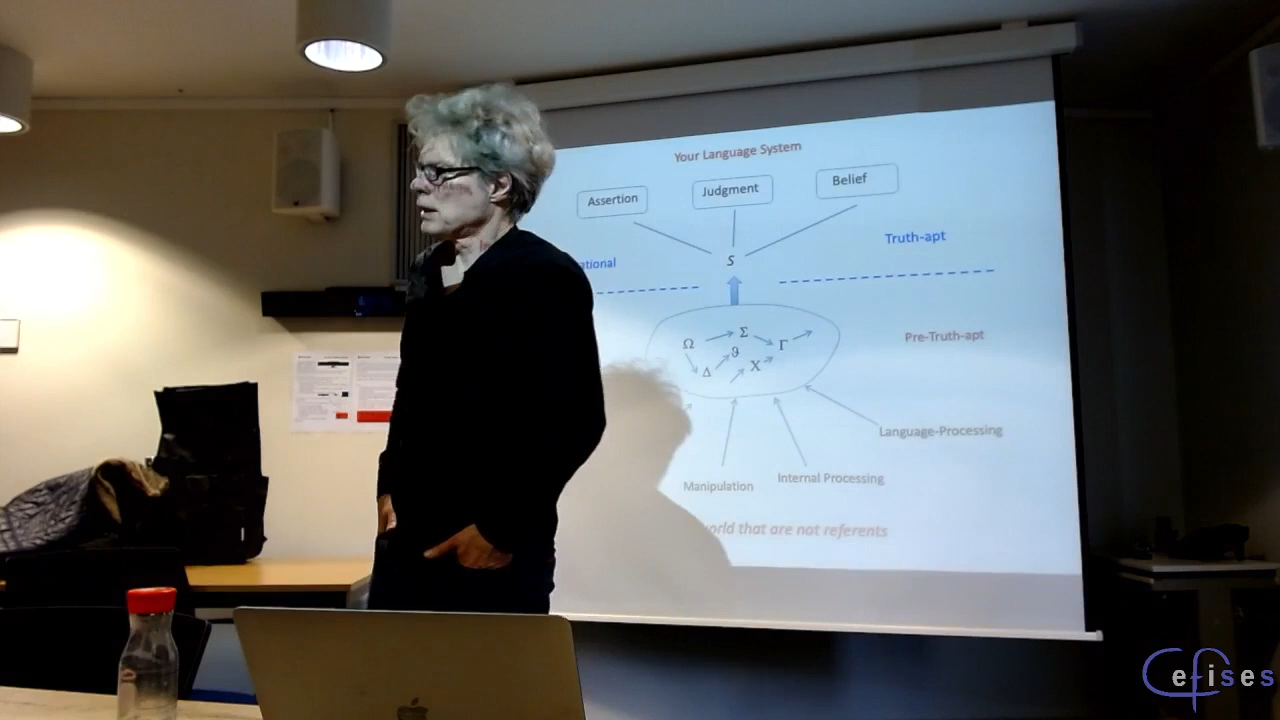 Your Language System
Assertion
Judgment
Belief
Truth-apt
S
ational
Pre-Truth-apt
Ω Σ Γ
ϑ
Δ X
Language-Processing
Internal Processing
Manipulation
world that are not referents
Cefises